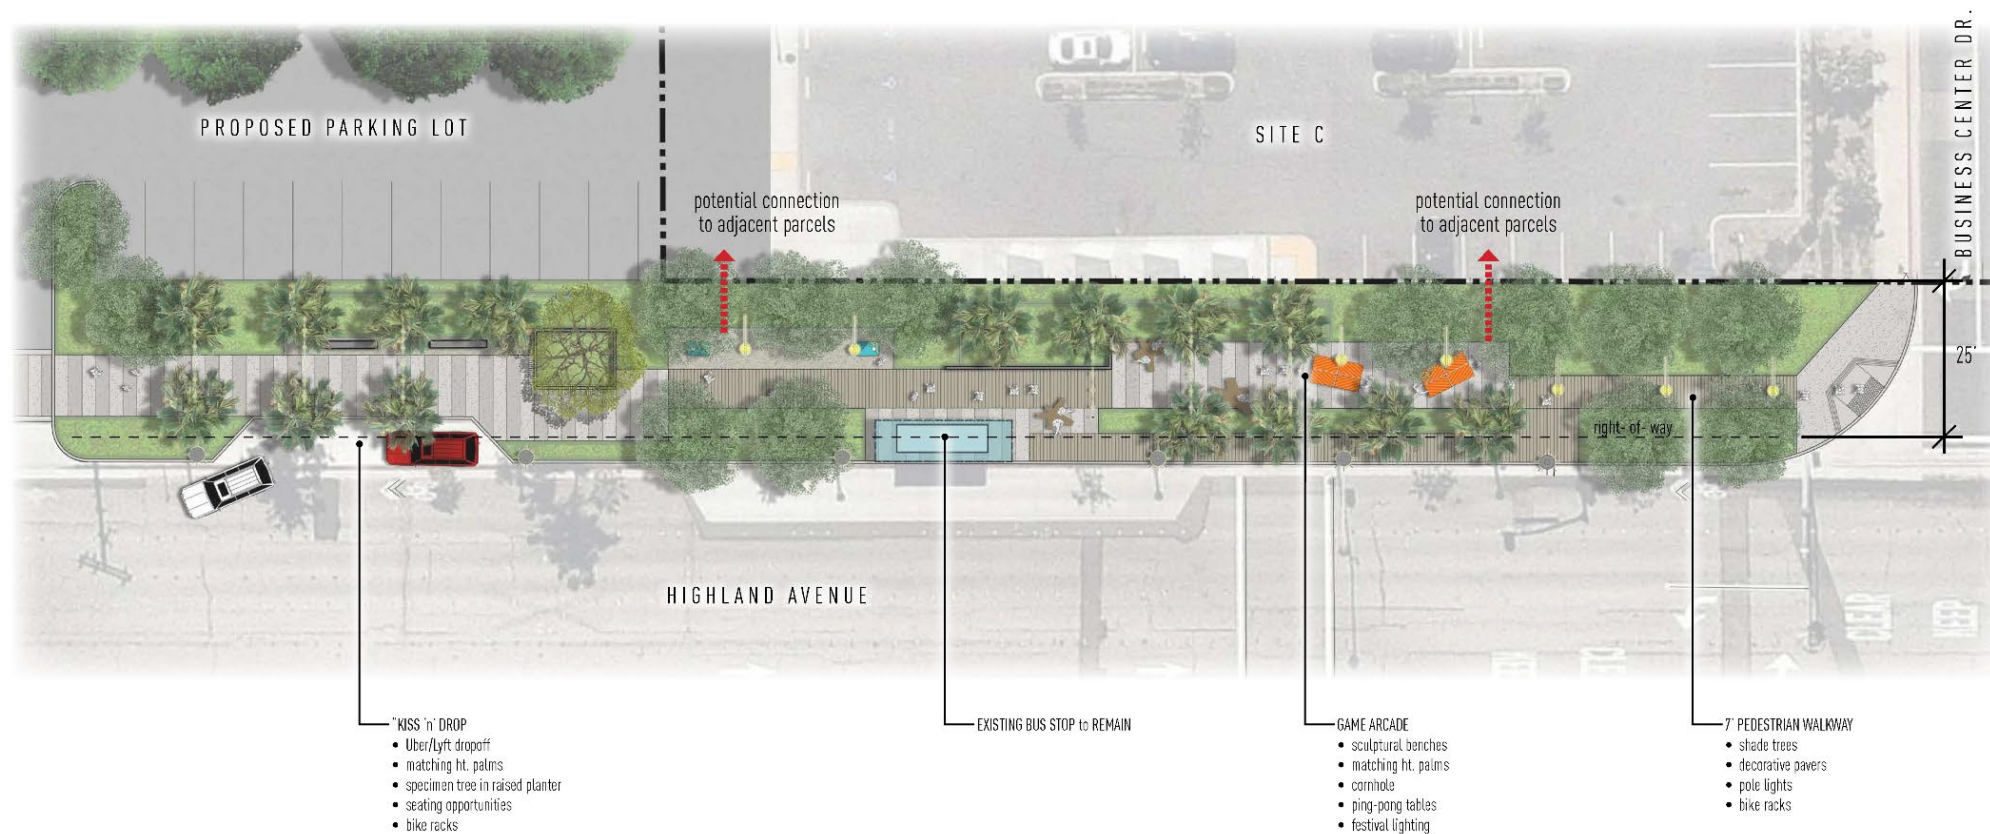 BUSINESS CENTER DR.
PROPOSED PARKING LOT
SITE C
potential connection
to adjacent parcels
potential connection
to adjacent parcels
25'
right- of- way
HIGHLAND AVENUE
CLEAR
KEEP
"KISS 'n' DROP
• Uber/Lyft dropoff
• matching ht. palms
• specimen tree in raised planter
• seating opportunities
• bike racks
EXISTING BUS STOP to REMAIN
GAME ARCADE
• sculptural benches
• matching ht. palms
• cornhole
• ping-pong tables
• festival lighting
7' PEDESTRIAN WALKWAY
• shade trees
• decorative pavers
• pole lights
• bike racks